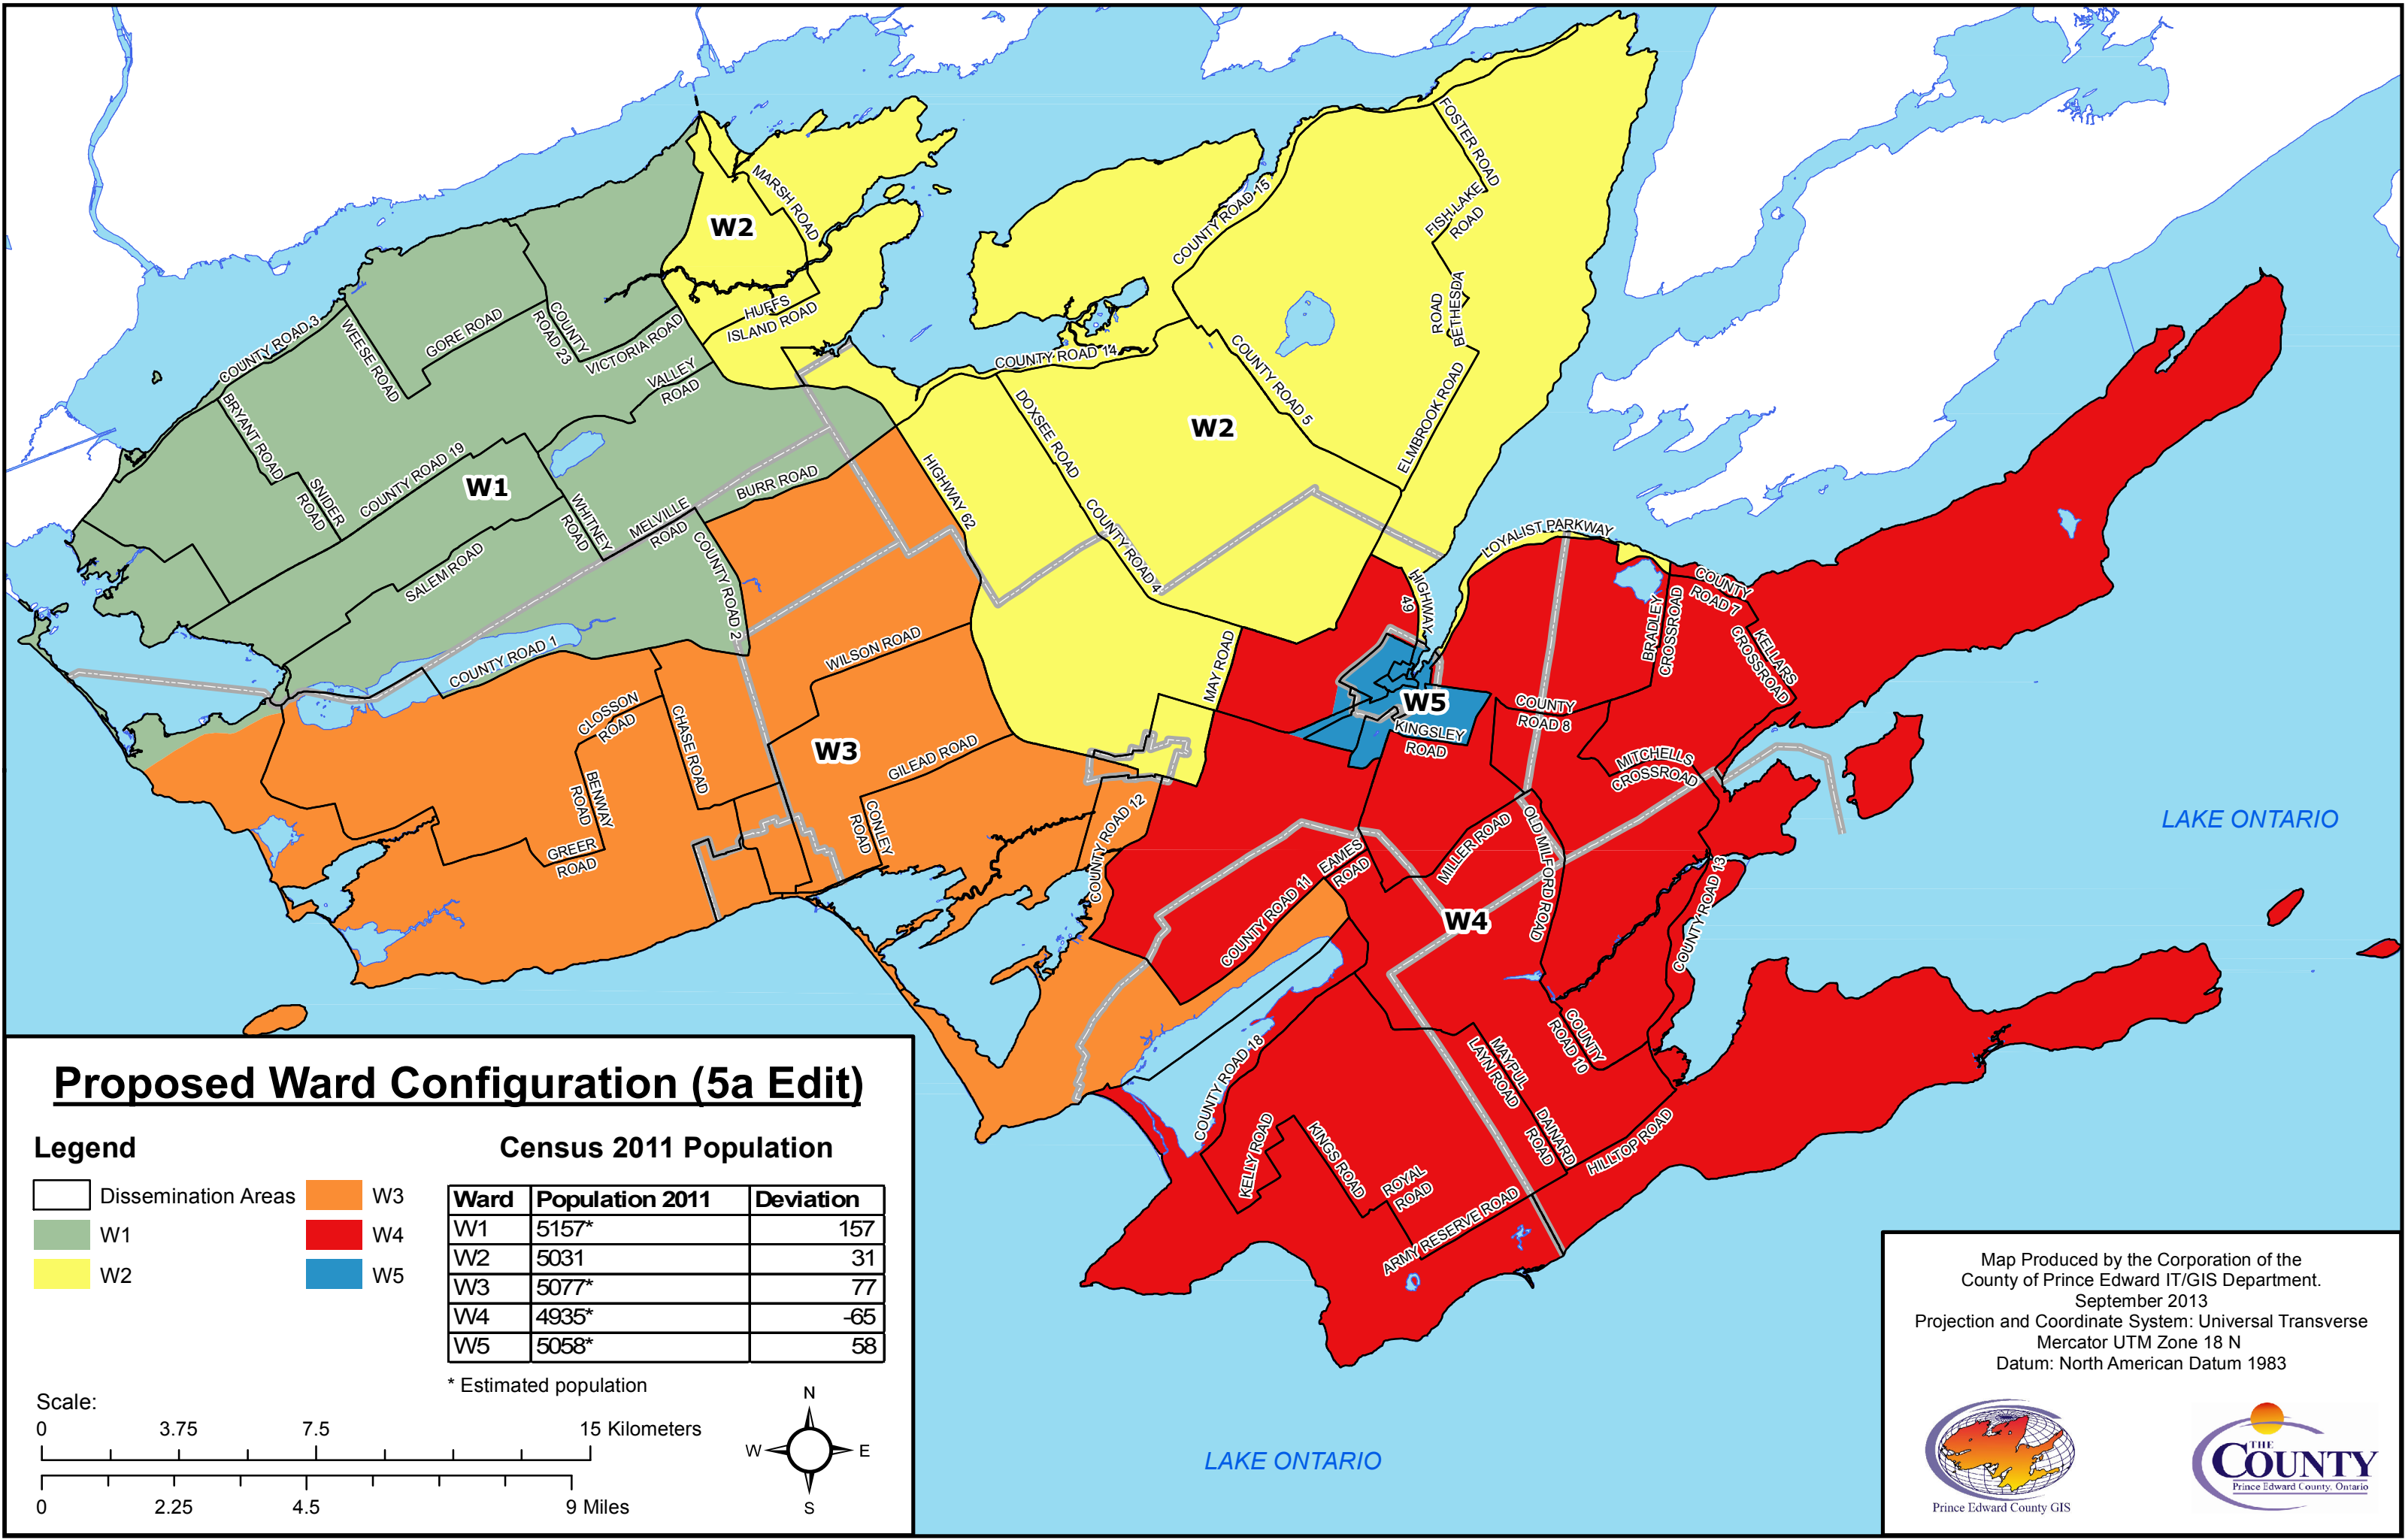 MARSH ROAD
W2
HUFFS
ISLAND ROAD
COUNTY ROAD 3
WEESE ROAD
GORE ROAD
COUNTY
ROAD 23
VICTORIA ROAD
VALLEY
ROAD
BRYANT ROAD
SNIDER
ROAD
COUNTY ROAD 19
W1
WHITNEY
ROAD
SALEM ROAD
MELVILLE
ROAD
BURR ROAD
COUNTY ROAD 2
COUNTY ROAD 1
FOSTER ROAD
FISH LAKE
ROAD
COUNTY ROAD 15
ROAD
BETHESDA
COUNTY ROAD 14
COUNTY ROAD 5
DOXSEE ROAD
W2
ELMBROOK ROAD
HIGHWAY 62
COUNTY ROAD 4
LOYALIST PARKWAY
HIGHWAY
49
COUNTY
ROAD 7
BRADLEY
CROSSROAD
KELLARS
CROSSROAD
MAY ROAD
W5
KINGSLEY
ROAD
COUNTY
ROAD 8
MITCHELLS
CROSSROAD
WILSON ROAD
CLOSSON
ROAD
CHASE ROAD
W3
GILEAD ROAD
BENWAY
ROAD
GREER
ROAD
CONLEY
ROAD
COUNTY ROAD 12
EAMES
ROAD
MILLER ROAD
OLD MILFORD ROAD
COUNTY ROAD 11
W4
COUNTY ROAD 13
LAKE ONTARIO
COUNTY ROAD 18
COUNTY
ROAD 10
MAYPUL
LAYN ROAD
DAINARD
ROAD
HILLTOP ROAD
KELLY ROAD
KINGS ROAD
ROYAL
ROAD
ARMY RESERVE ROAD
LAKE ONTARIO
Proposed Ward Configuration (5a Edit)
Legend
Dissemination Areas
W1
W2
W3
W4
W5
Census 2011 Population
Ward Population 2011 Deviation
W1 5157* 157
W2 5031 31
W3 5077* 77
W4 4935* -65
W5 5058* 58
* Estimated population
Scale:
0 3.75 7.5 15 Kilometers
0 2.25 4.5 9 Miles
N
W E
S
Map Produced by the Corporation of the
County of Prince Edward IT/GIS Department.
September 2013
Projection and Coordinate System: Universal Transverse
Mercator UTM Zone 18 N
Datum: North American Datum 1983
Prince Edward County GIS
THE
COUNTY
Prince Edward County, Ontario